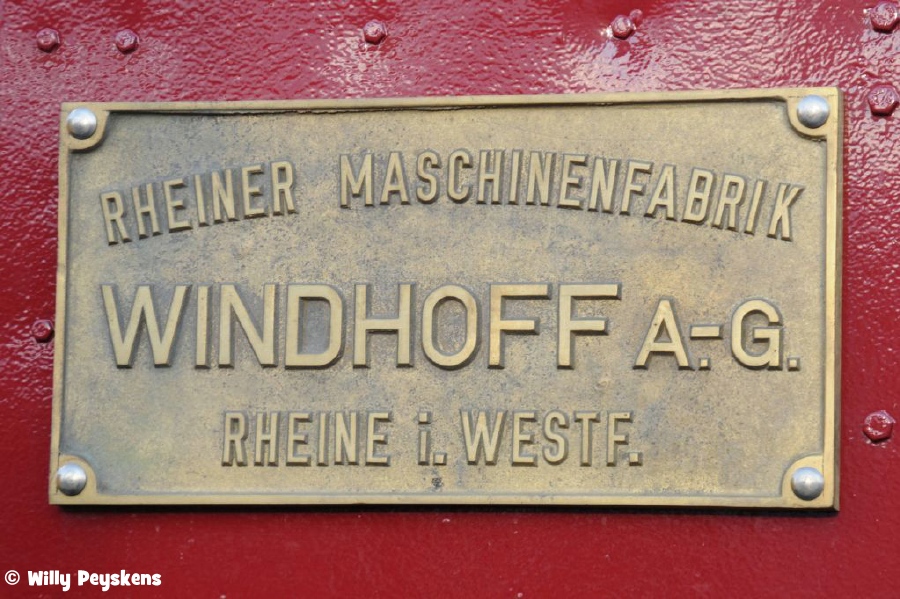 RHEINER MASCHINENFABRIK
WINDHOFF A.-G.
RHEINE i. WESTF.
© Willy Peyskens